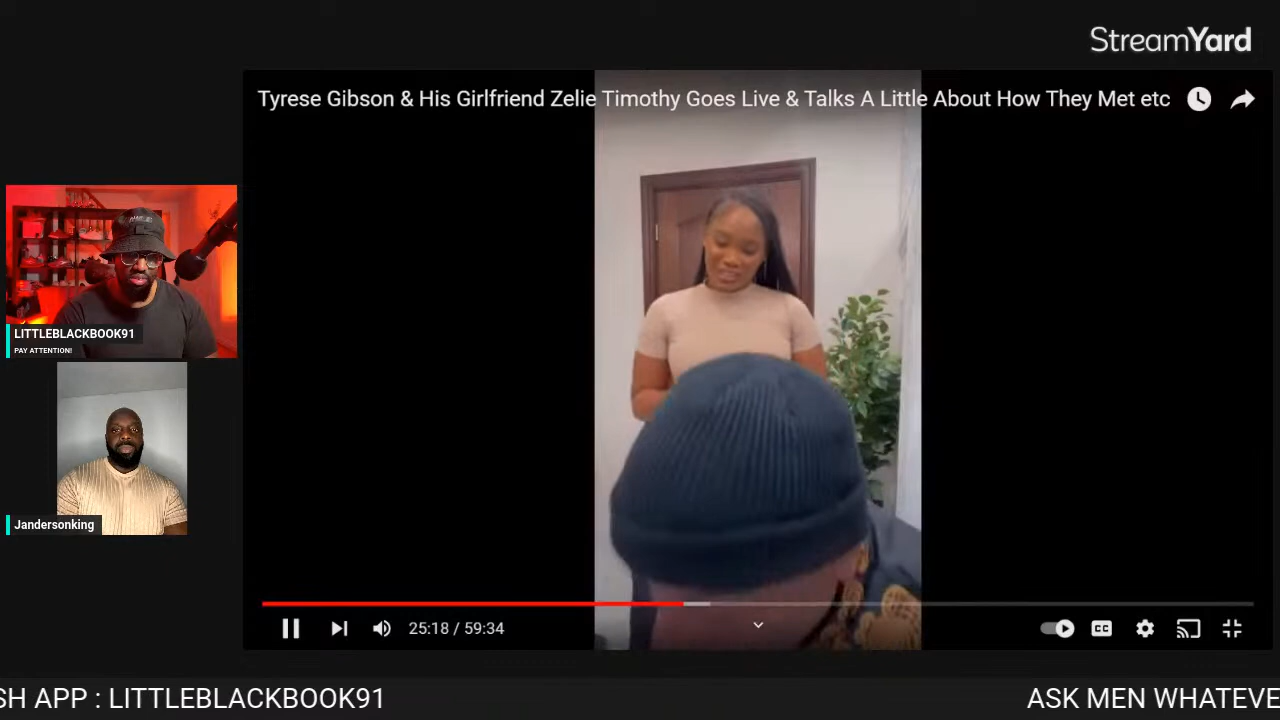 StreamYard
Tyrese Gibson & His Girlfriend Zelie Timothy Goes Live & Talks A Little About How They Met etc
LITTLEBLACKBOOK91
PAY ATTENTION!
Jandersonking
25:18 / 59:34
CC
SH APP : LITTLEBLACKBOOK91
ASK MEN WHATEVE